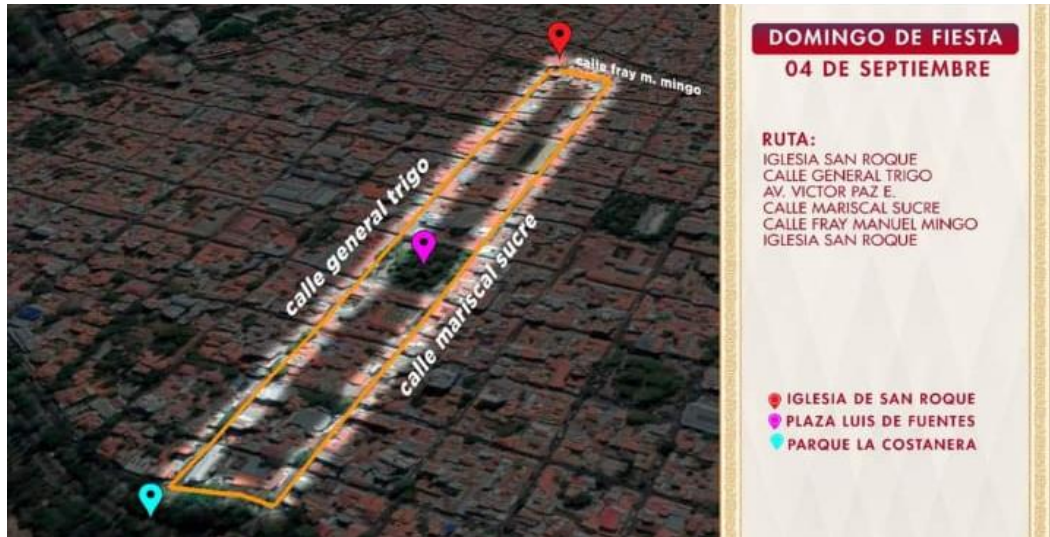 calle fray m. mingo
calle general trigo
calle mariscal sucre
DOMINGO DE FIESTA
04 DE SEPTIEMBRE
RUTA:
IGLESIA SAN ROQUE
CALLE GENERAL TRIGO
AV. VICTOR PAZ E.
CALLE MARISCAL SUCRE
CALLE FRAY MANUEL MINGO
IGLESIA SAN ROQUE
IGLESIA DE SAN ROQUE
PLAZA LUIS DE FUENTES
PARQUE LA COSTANERA